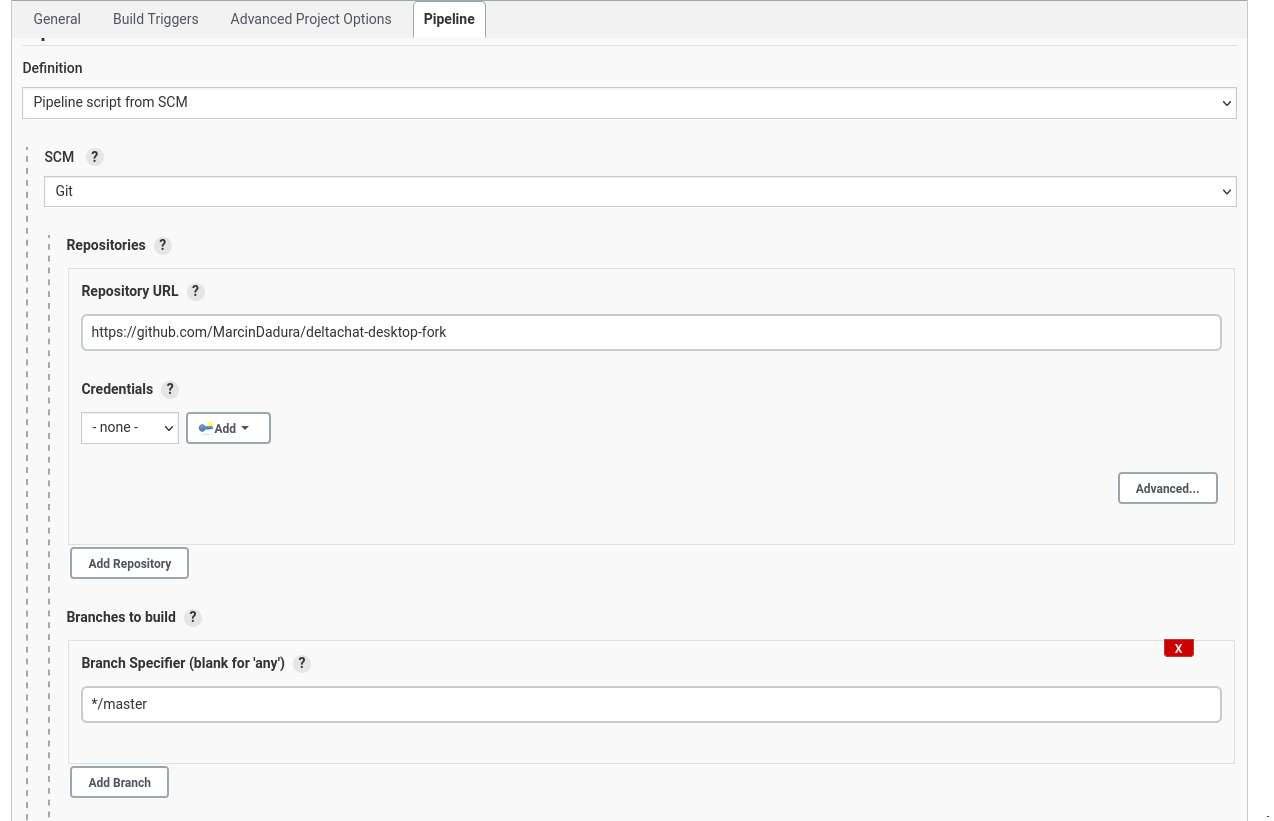 General Build Triggers Advanced Project Options Pipeline
Definition
Pipeline script from SCM
SCM ?
Git
Repositories ?
Repository URL ?
https://github.com/MarcinDadura/deltachat-desktop-fork
Credentials ?
- none - Add
Advanced...
Add Repository
Branches to build ?
X
Branch Specifier (blank for 'any') ?
*/master
Add Branch